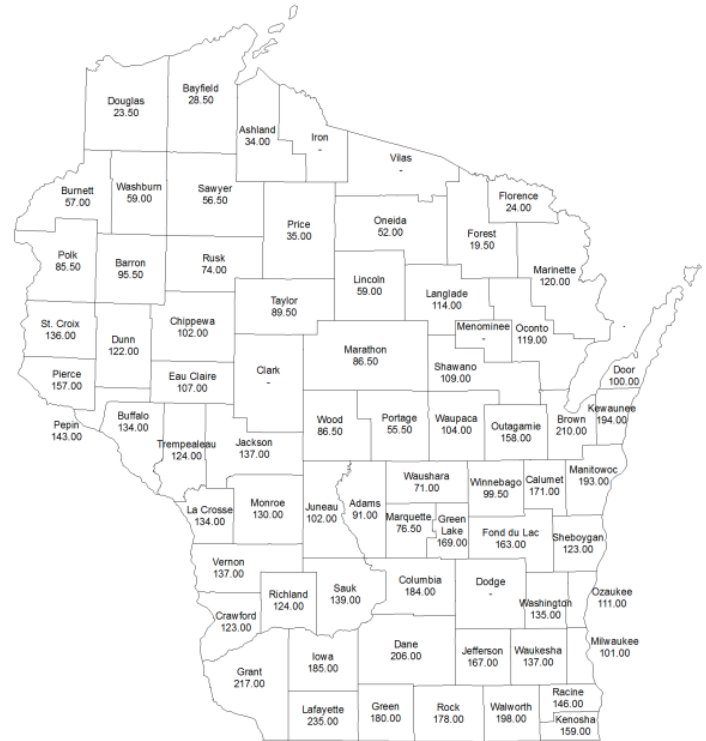 Bayfield
28.50
Douglas
23.50
Ashland
34.00
Iron
-
Vilas
-
Burnett
57.00
Washburn
59.00
Sawyer
56.50
Florence
24.00
Price
35.00
Oneida
52.00
Forest
19.50
Polk
85.50
Barron
95.50
Rusk
74.00
Marinette
120.00
Lincoln
59.00
Langlade
114.00
Taylor
89.50
St. Croix
136.00
Dunn
122.00
Chippewa
102.00
Menominee
-
Oconto
119.00
-
Marathon
86.50
Clark
-
Shawano
109.00
Pierce
157.00
Eau Claire
107.00
Door
100.00
Pepin
143.00
Buffalo
134.00
Trempealeau
124.00
Jackson
137.00
Wood
86.50
Portage
55.50
Waupaca
104.00
Outagamie
158.00
Brown
210.00
Kewaunee
194.00
La Crosse
134.00
Monroe
130.00
Juneau
102.00
Adams
91.00
Waushara
71.00
Winnebago
99.50
Calumet
171.00
Manitowoc
193.00
Marquette
76.50
Green
Lake
169.00
Fond du Lac
163.00
Sheboygan
123.00
Vernon
137.00
Richland
124.00
Sauk
139.00
Columbia
184.00
Dodge
-
Washington
135.00
Ozaukee
111.00
Crawford
123.00
Iowa
185.00
Dane
206.00
Jefferson
167.00
Waukesha
137.00
Milwaukee
101.00
Grant
217.00
Lafayette
235.00
Green
180.00
Rock
178.00
Walworth
198.00
Racine
146.00
Kenosha
159.00